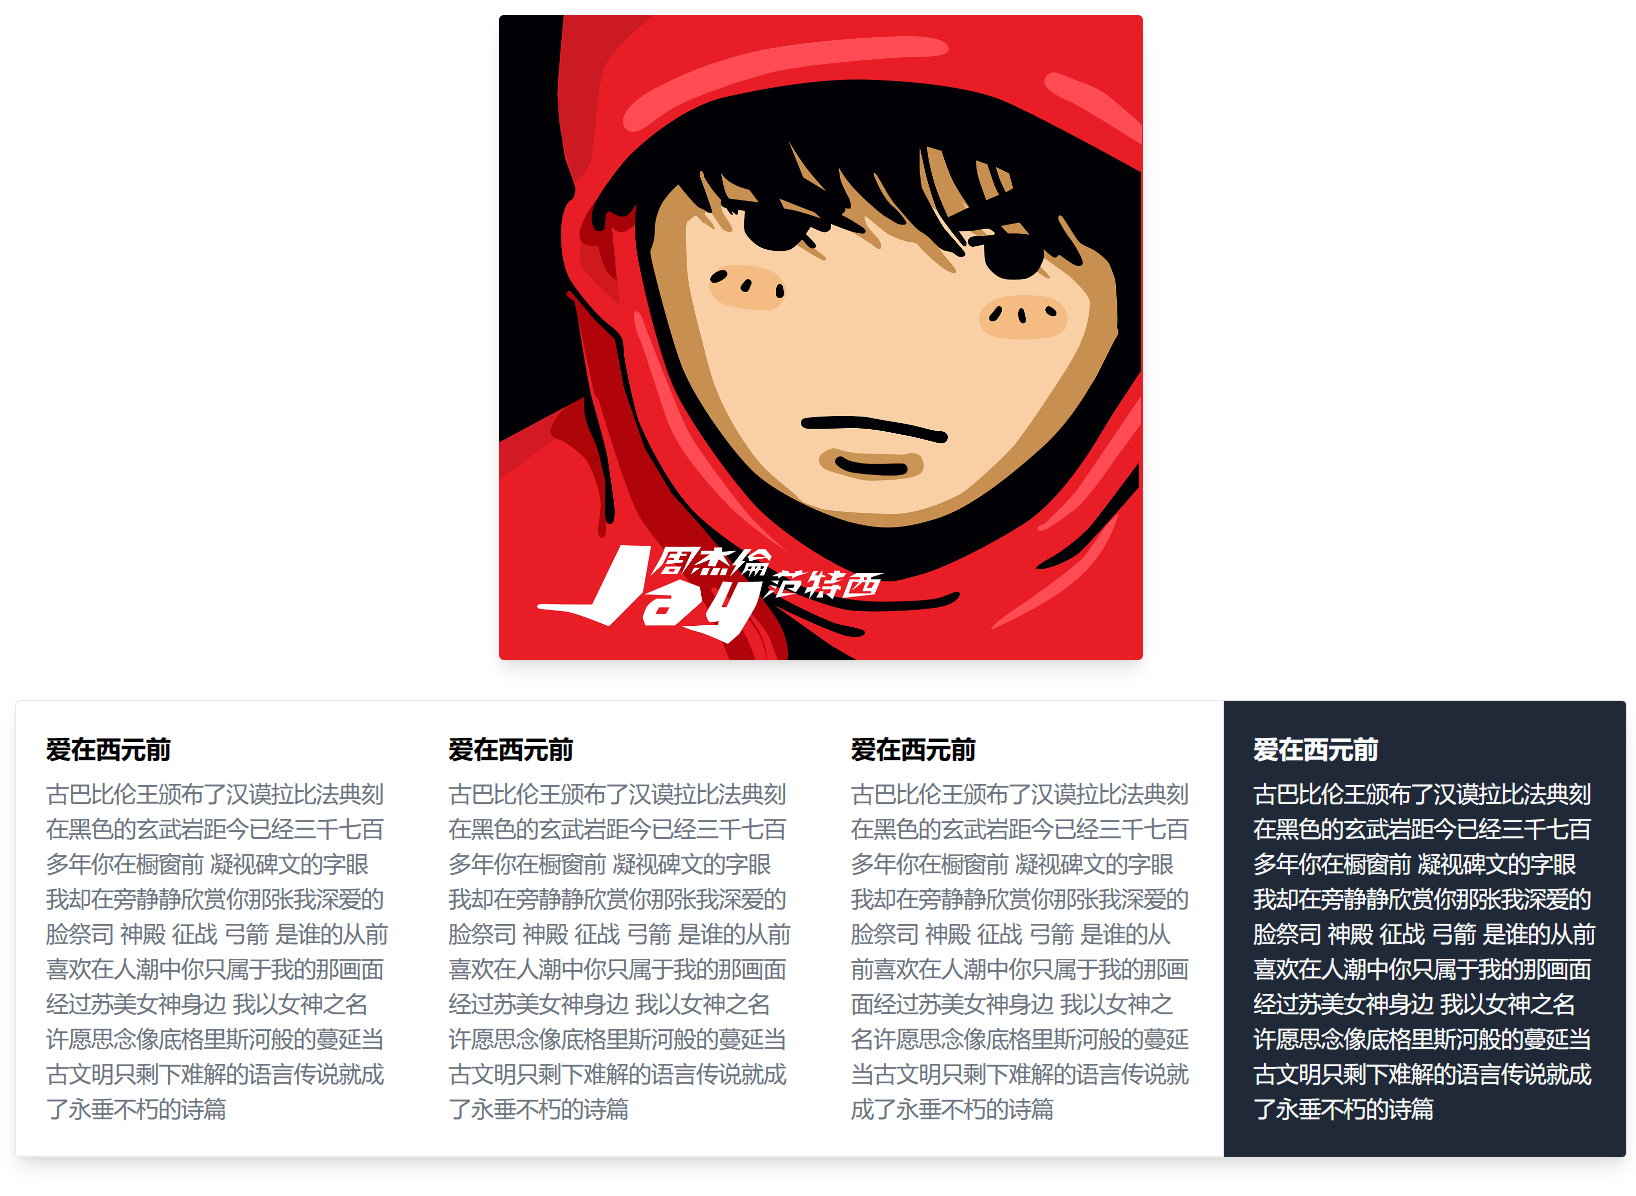 周杰倫
Jay
范特西
爱在西元前
古巴比伦王颁布了汉谟拉比法典刻
在黑色的玄武岩距今已经三千七百
多年你在橱窗前 凝视碑文的字眼
我却在旁静静欣赏你那张我深爱的
脸祭司 神殿 征战 弓箭 是谁的从前
喜欢在人潮中你只属于我的那画面
经过苏美女神身边 我以女神之名
许愿思念像底格里斯河般的蔓延当
古文明只剩下难解的语言传说就成
了永垂不朽的诗篇
爱在西元前
古巴比伦王颁布了汉谟拉比法典刻
在黑色的玄武岩距今已经三千七百
多年你在橱窗前 凝视碑文的字眼
我却在旁静静欣赏你那张我深爱的
脸祭司 神殿 征战 弓箭 是谁的从前
喜欢在人潮中你只属于我的那画面
经过苏美女神身边 我以女神之名
许愿思念像底格里斯河般的蔓延当
古文明只剩下难解的语言传说就成
了永垂不朽的诗篇
爱在西元前
古巴比伦王颁布了汉谟拉比法典刻
在黑色的玄武岩距今已经三千七百
多年你在橱窗前 凝视碑文的字眼
我却在旁静静欣赏你那张我深爱的
脸祭司 神殿 征战 弓箭 是谁的从
前喜欢在人潮中你只属于我的那画
面经过苏美女神身边 我以女神之
名许愿思念像底格里斯河般的蔓延
当古文明只剩下难解的语言传说就
成了永垂不朽的诗篇
爱在西元前
古巴比伦王颁布了汉谟拉比法典刻
在黑色的玄武岩距今已经三千七百
多年你在橱窗前 凝视碑文的字眼
我却在旁静静欣赏你那张我深爱的
脸祭司 神殿 征战 弓箭 是谁的从前
喜欢在人潮中你只属于我的那画面
经过苏美女神身边 我以女神之名
许愿思念像底格里斯河般的蔓延当
古文明只剩下难解的语言传说就成
了永垂不朽的诗篇